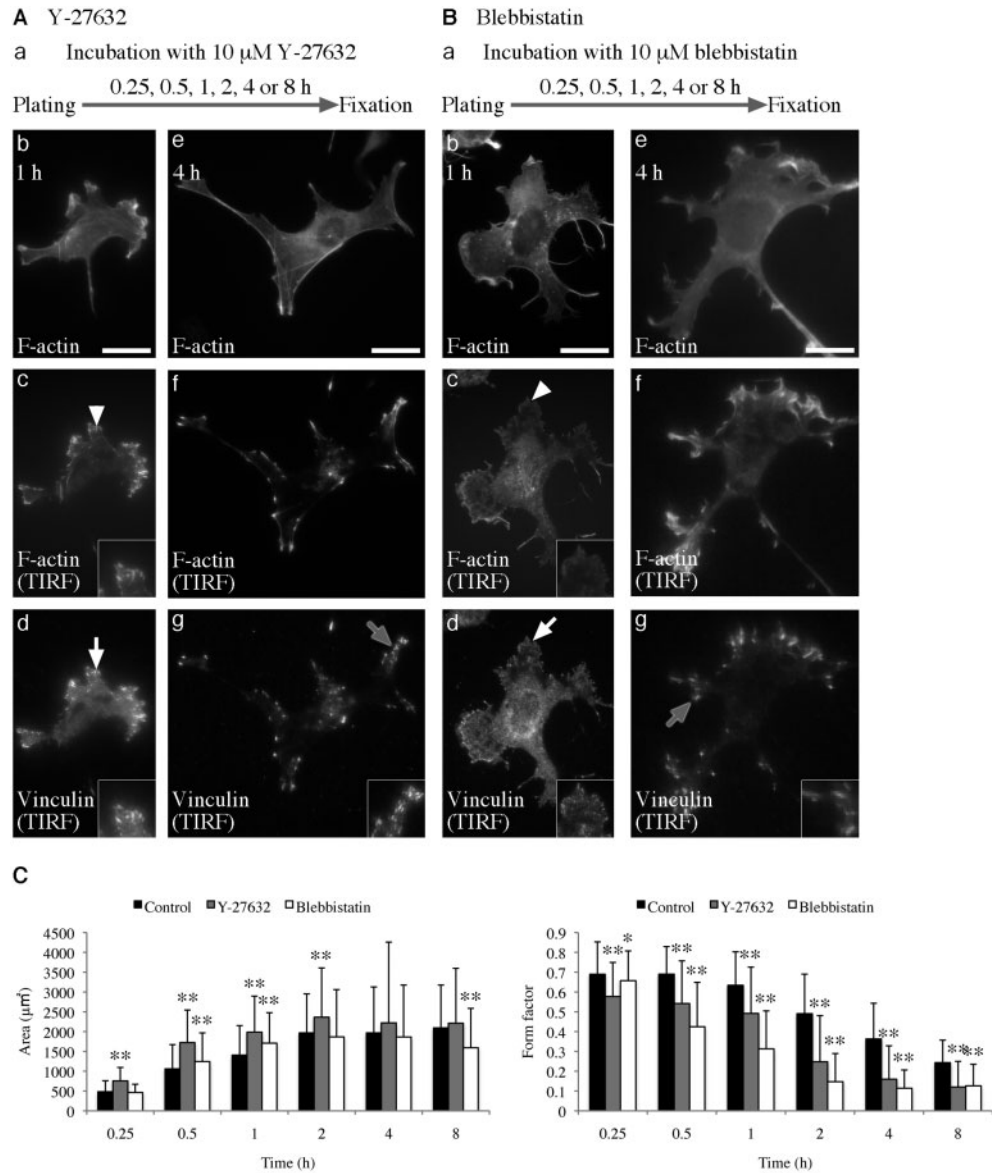 A Y-27632
a Incubation with 10 μM Y-27632
0.25, 0.5, 1, 2, 4 or 8 h
Plating Fixation
b
1 h
F-actin
e
4 h
F-actin
c
F-actin
(TIRF)
f
F-actin
(TIRF)
d
Vinculin
(TIRF)
g
Vinculin
(TIRF)
B Blebbistatin
a Incubation with 10 μM blebbistatin
0.25, 0.5, 1, 2, 4 or 8 h
Plating Fixation
b
1 h
F-actin
e
4 h
F-actin
c
F-actin
(TIRF)
f
F-actin
(TIRF)
d
Vinculin
(TIRF)
g
Vinculin
(TIRF)
C
Control Y-27632 Blebbistatin
Area (μm²)
4500
4000
3500
3000
2500
2000
1500
1000
500
0
** ** ** ** ** ** **
0.25 0.5 1 2 4 8
Time (h)
Control Y-27632 Blebbistatin
Form factor
0.9
0.8
0.7
0.6
0.5
0.4
0.3
0.2
0.1
0
** * ** ** ** ** ** ** ** ** ** **
0.25 0.5 1 2 4 8
Time (h)